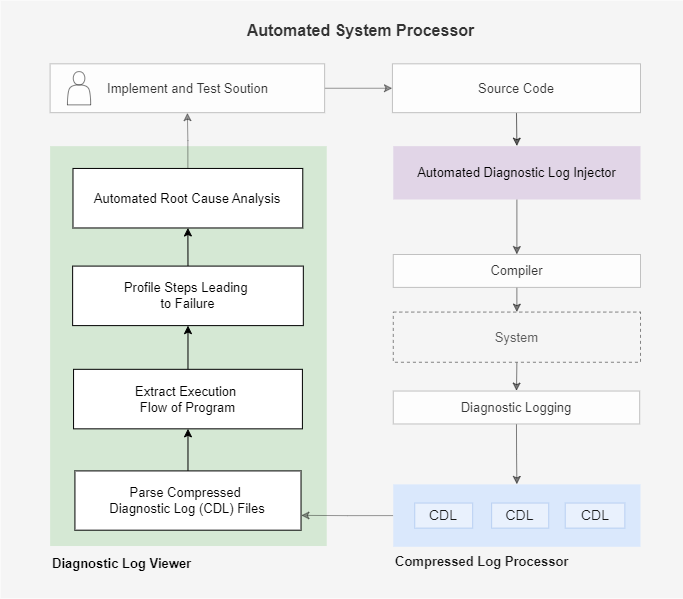 Automated System Processor
Implement and Test Soution
Source Code
Automated Diagnostic Log Injector
Automated Root Cause Analysis
Compiler
Profile Steps Leading
to Failure
System
Extract Execution
Flow of Program
Diagnostic Logging
Parse Compressed
Diagnostic Log (CDL) Files
CDL CDL CDL
Diagnostic Log Viewer
Compressed Log Processor